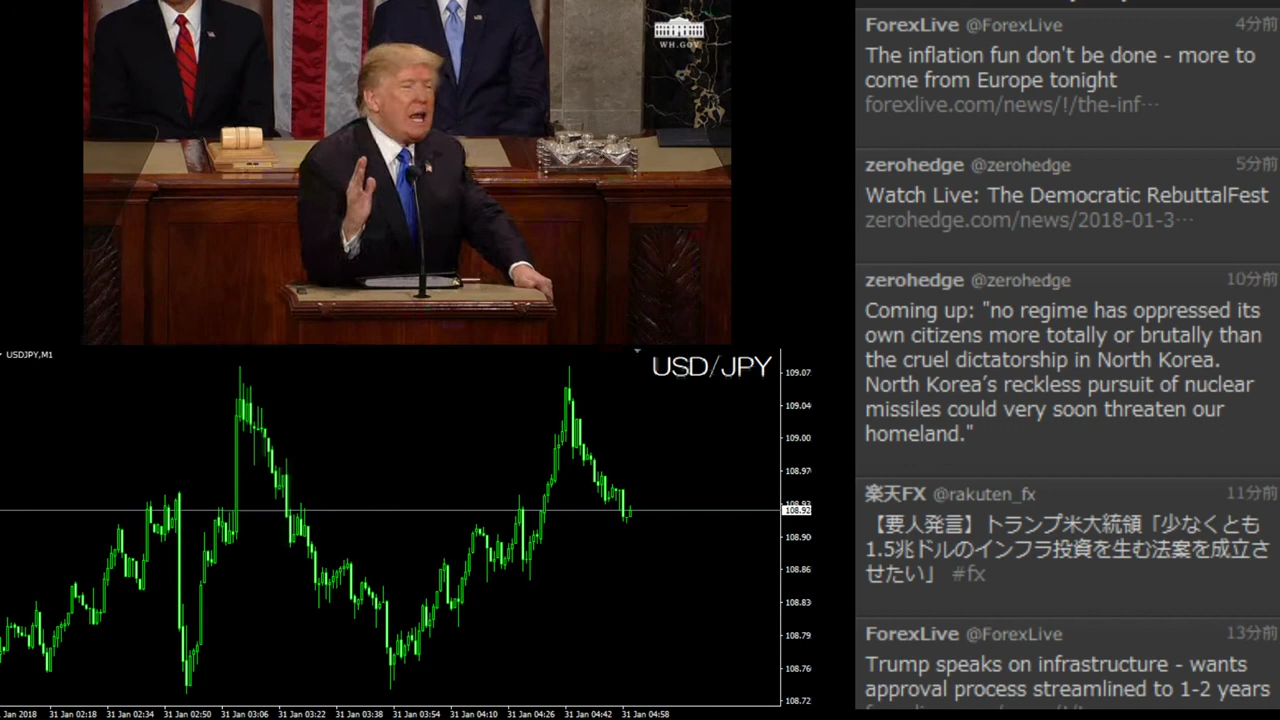 WH.GOV
USDJPY,M1
USD/JPY
109.07
109.04
109.00
108.97
108.93
108.92
108.90
108.86
108.83
108.79
108.76
108.72
Jan 2018
31 Jan 02:18
31 Jan 02:34
31 Jan 02:50
31 Jan 03:06
31 Jan 03:22
31 Jan 03:38
31 Jan 03:54
31 Jan 04:10
31 Jan 04:26
31 Jan 04:42
31 Jan 04:58
ForexLive @ForexLive 4分前
The inflation fun don't be done - more to
come from Europe tonight
forexlive.com/news/!/the-inf…
zerohedge @zerohedge 5分前
Watch Live: The Democratic RebuttalFest
zerohedge.com/news/2018-01-3…
zerohedge @zerohedge 10分前
Coming up: "no regime has oppressed its
own citizens more totally or brutally than
the cruel dictatorship in North Korea.
North Korea’s reckless pursuit of nuclear
missiles could very soon threaten our
homeland."
楽天FX @rakuten_fx 11分前
【要人発言】トランプ米大統領「少なくとも
1.5兆ドルのインフラ投資を生む法案を成立さ
せたい」 #fx
ForexLive @ForexLive 13分前
Trump speaks on infrastructure - wants
approval process streamlined to 1-2 years